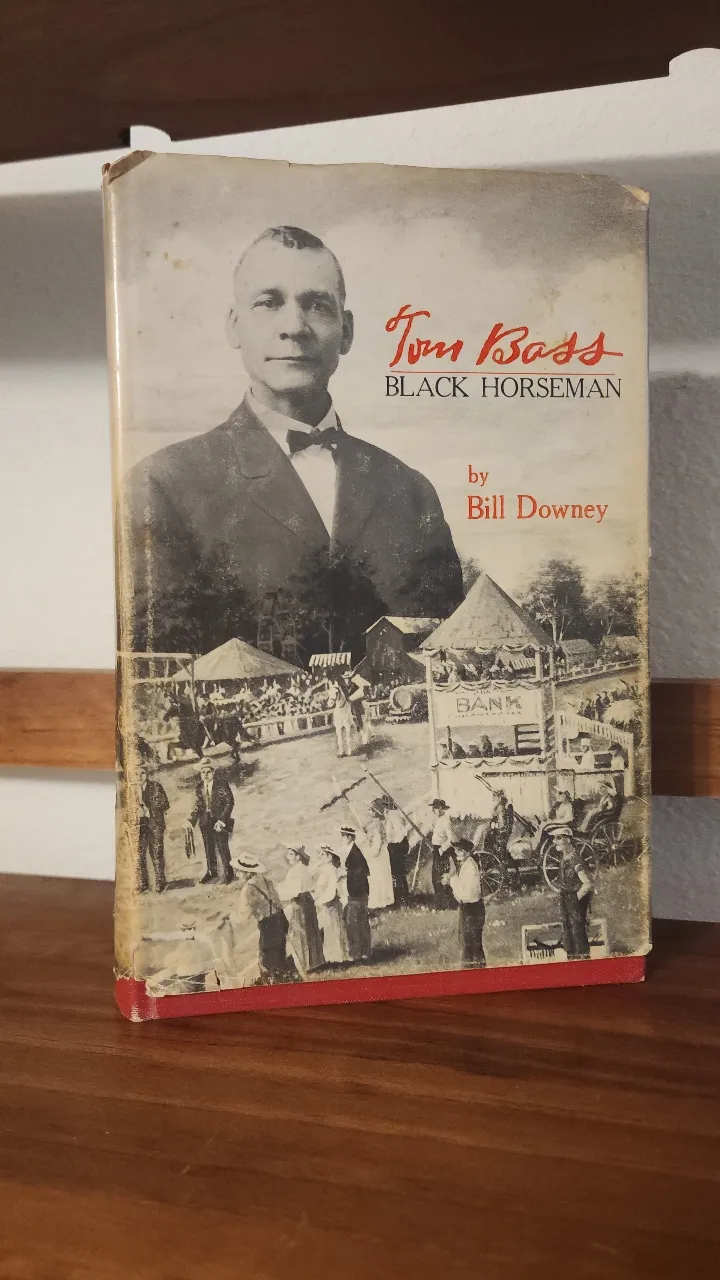 Tom Bass
BLACK HORSEMAN
by
Bill Downey
BANK